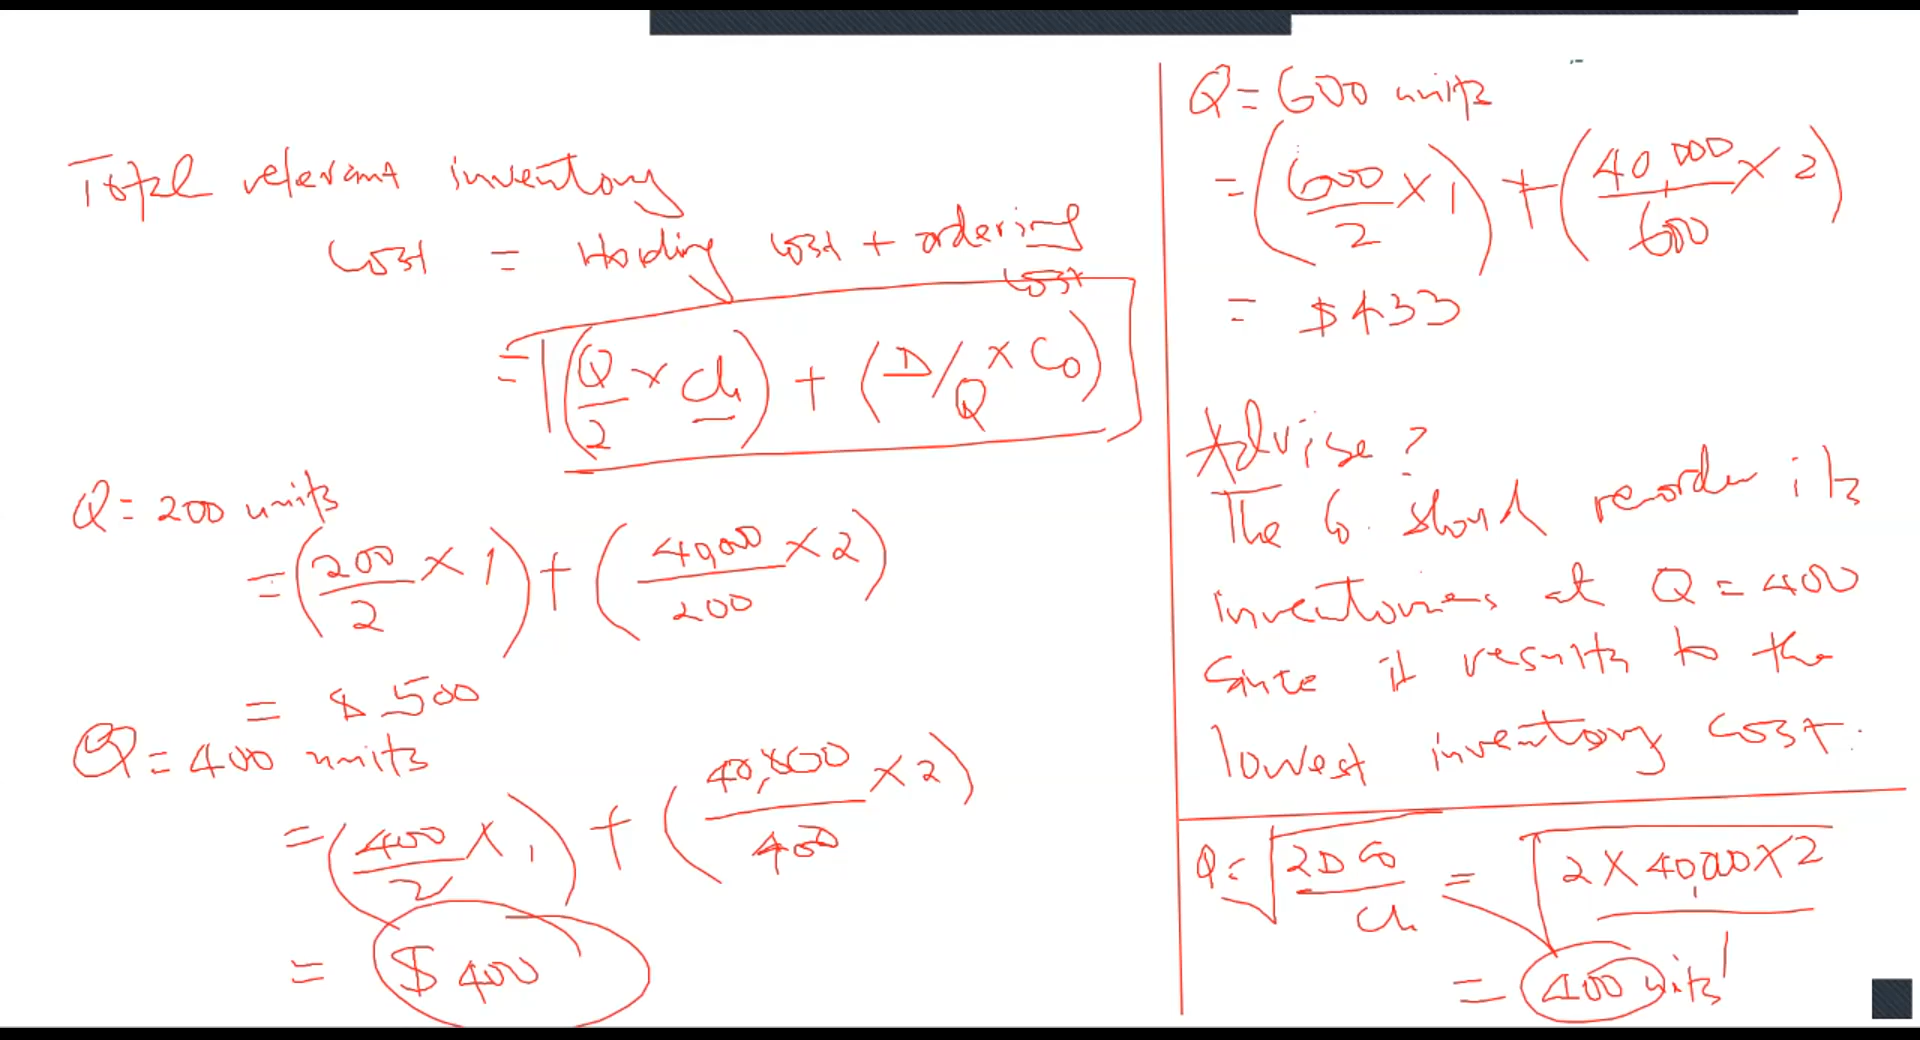 Total relevant inventory
Cost = Holding cost + ordering
cost
= (Q/2 × Ch) + (D/Q × Co)
Q = 200 units
= (200/2 × 1) + (40,000/200 × 2)
= $ 500
Q = 400 units
= (400/2 × 1) + (40,000/400 × 2)
= $ 400
Q = 600 units
= (600/2 × 1) + (40,000/600 × 2)
= $ 433
Advise?
The Co. should reorder its
inventories at Q = 400
Since it results to the
lowest inventory cost.
Q = √(2DCo/Ch) = √(2 × 40,000 × 2/1)
= 400 units